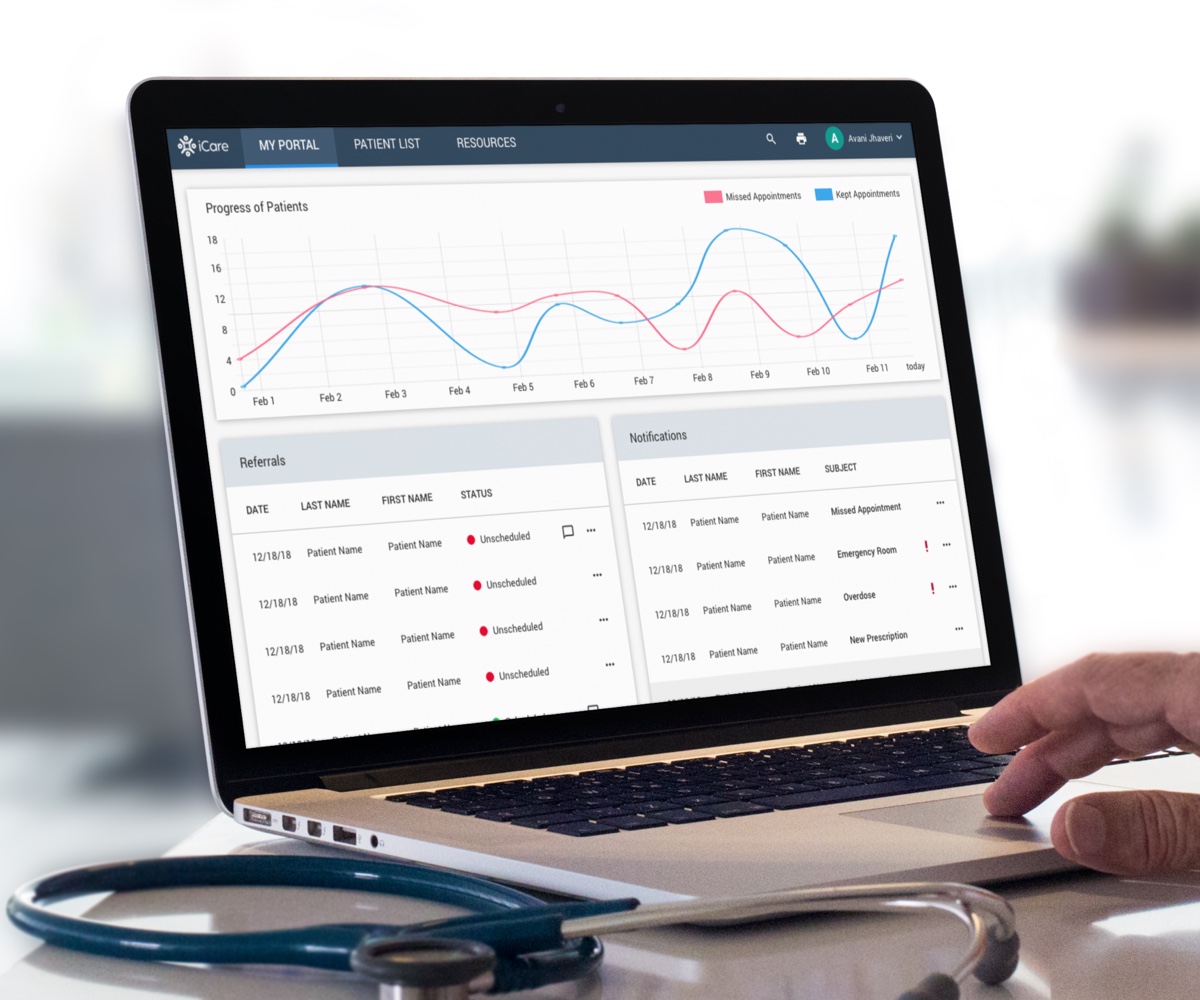 iCare MY PORTAL PATIENT LIST RESOURCES A Avani Jhaveri
Progress of Patients
Missed Appointments Kept Appointments
18
16
12
8
4
0
Feb 1 Feb 2 Feb 3 Feb 4 Feb 5 Feb 6 Feb 7 Feb 8 Feb 9 Feb 10 Feb 11 today
Referrals
DATE LAST NAME FIRST NAME STATUS
12/18/18 Patient Name Patient Name Unscheduled
12/18/18 Patient Name Patient Name Unscheduled
12/18/18 Patient Name Patient Name Unscheduled
12/18/18 Patient Name Patient Name Unscheduled
Notifications
DATE LAST NAME FIRST NAME SUBJECT
12/18/18 Patient Name Patient Name Missed Appointment
12/18/18 Patient Name Patient Name Emergency Room !
12/18/18 Patient Name Patient Name Overdose !
12/18/18 Patient Name Patient Name New Prescription